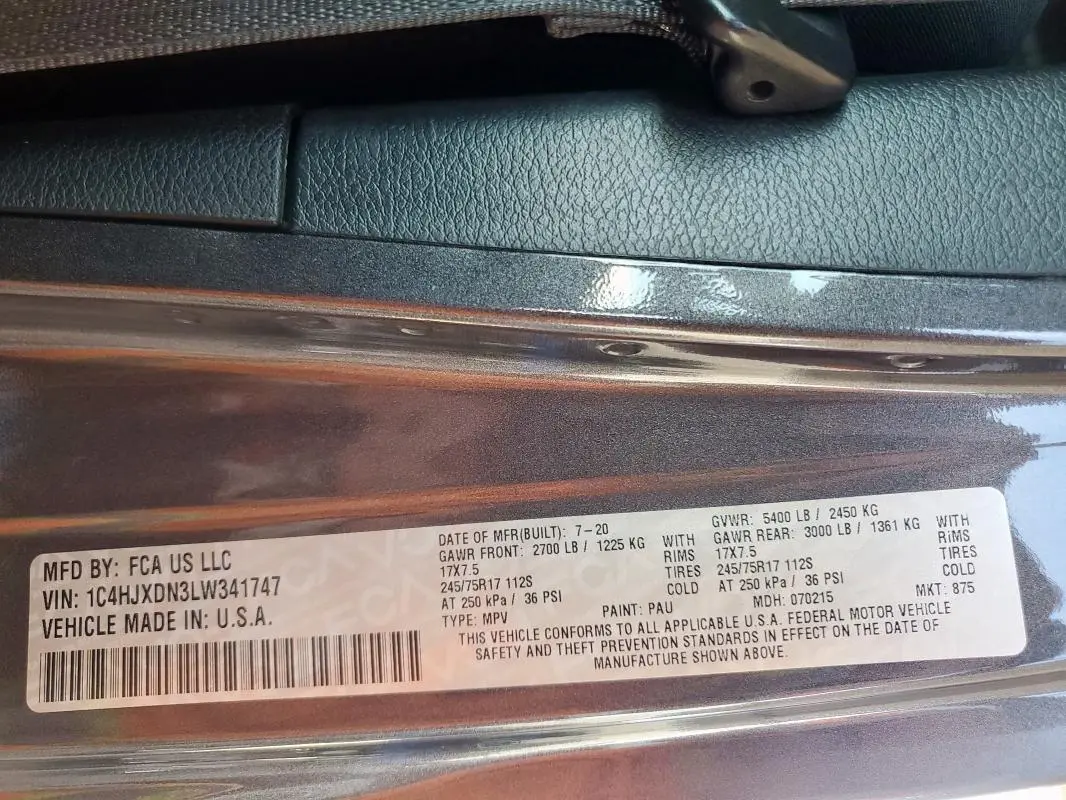 MFD BY: FCA US LLC
VIN: 1C4HJXDN3LW341747
VEHICLE MADE IN: U.S.A.
DATE OF MFR(BUILT): 7-20
GAWR FRONT: 2700 LB / 1225 KG WITH
17X7.5 RIMS
245/75R17 112S TIRES
AT 250 kPa / 36 PSI COLD
TYPE: MPV
GVWR: 5400 LB / 2450 KG
GAWR REAR: 3000 LB / 1361 KG WITH
17X7.5 RiMS
245/75R17 112S TIRES
AT 250 kPa / 36 PSI COLD
PAINT: PAU MDH: 070215 MKT: 875
THIS VEHICLE CONFORMS TO ALL APPLICABLE U.S.A. FEDERAL MOTOR VEHICLE
SAFETY AND THEFT PREVENTION STANDARDS IN EFFECT ON THE DATE OF
MANUFACTURE SHOWN ABOVE.